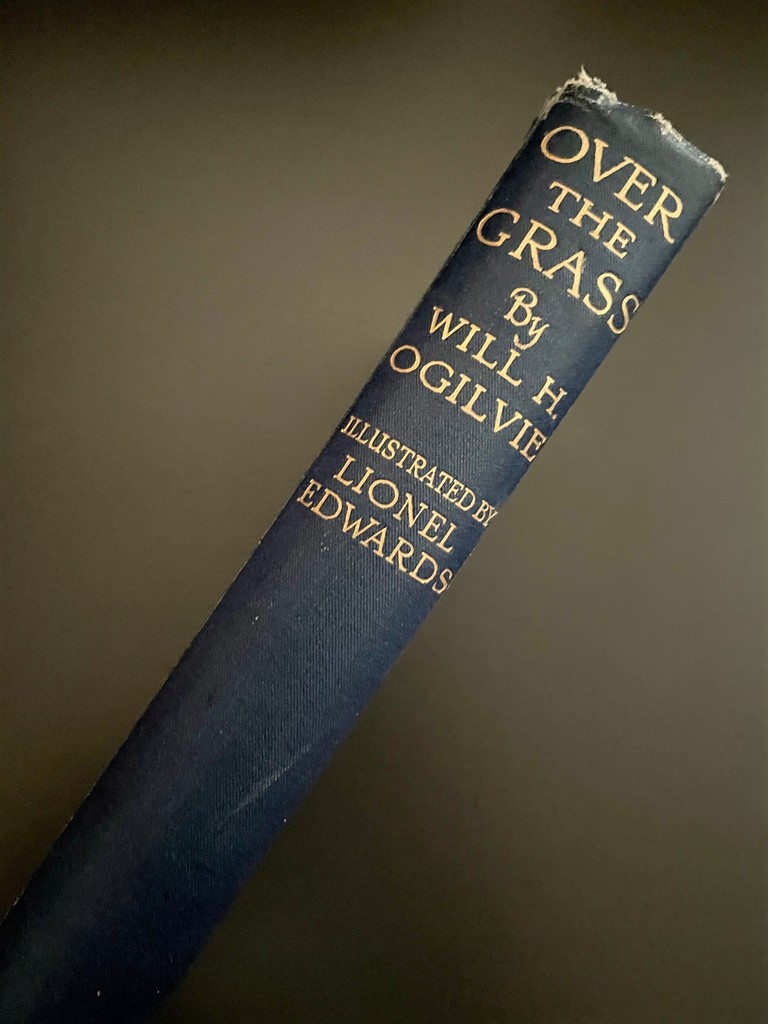 OVER
THE
GRASS
By
WILL H.
OGILVIE
ILLUSTRATED BY
LIONEL
EDWARDS